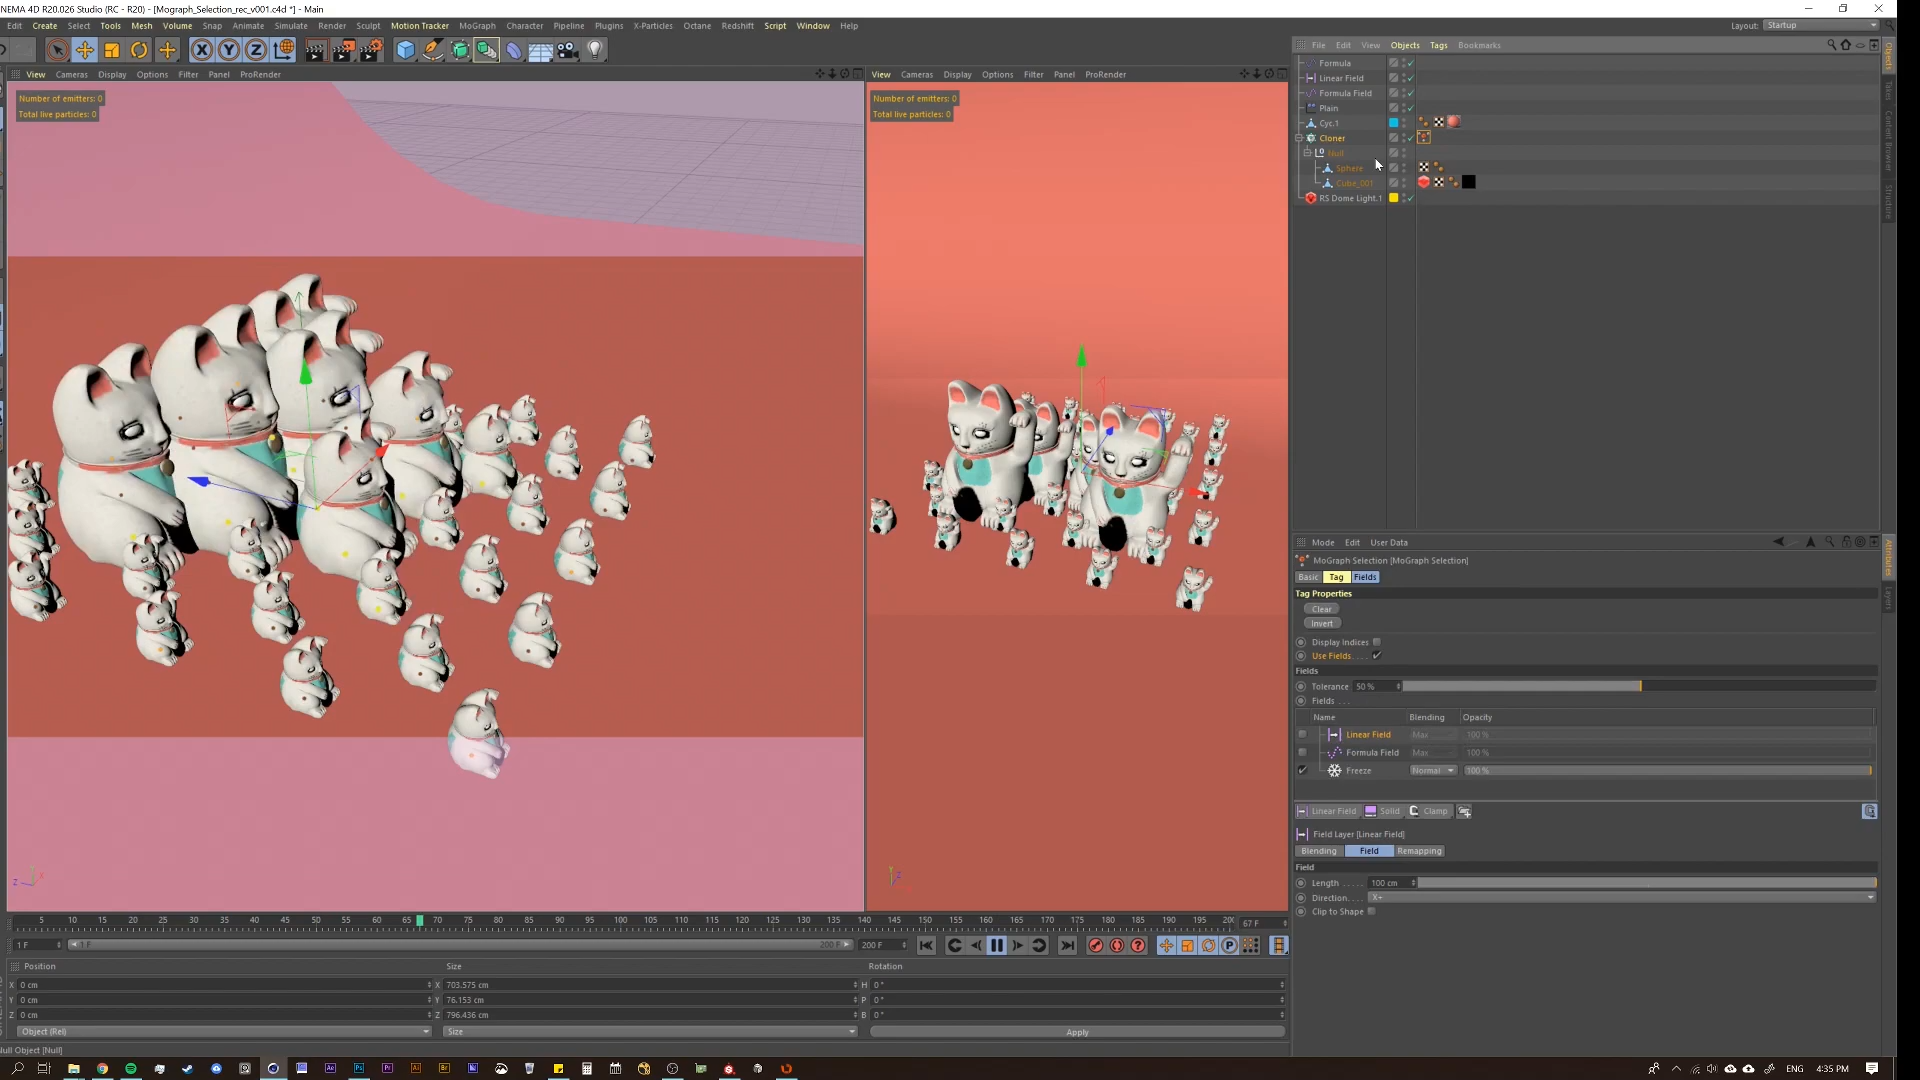 NEMA 4D R20.026 Studio (RC - R20) - [Mograph_Selection_rec_v001.c4d *] - Main
Edit Create Select Tools Mesh Volume Snap Animate Simulate Render Sculpt Motion Tracker MoGraph Character Pipeline Plugins X-Particles Octane Redshift Script Window Help
Layout: Startup
File Edit View Objects Tags Bookmarks
View Cameras Display Options Filter Panel ProRender
View Cameras Display Options Filter Panel ProRender
Number of emitters: 0
Total live particles: 0
Number of emitters: 0
Total live particles: 0
Formula
Linear Field
Formula Field
Plain
Cyc.1
Cloner
Null
Sphere
Cube_001
RS Dome Light.1
Objects
Takes
Content Browser
Structure
Mode Edit User Data
MoGraph Selection [MoGraph Selection]
Basic Tag Fields
Tag Properties
Clear
Invert
Display Indices
Use Fields
Fields
Tolerance 50 %
Fields
Name Blending Opacity
Linear Field Max 100 %
Formula Field Max 100 %
Freeze Normal 100 %
Linear Field Solid Clamp
Field Layer [Linear Field]
Blending Field Remapping
Field
Length 100 cm
Direction X+
Clip to Shape
Attributes
Layers
5 10 15 20 25 30 35 40 45 50 55 60 65 70 75 80 85 90 95 100 105 110 115 120 125 130 135 140 145 150 155 160 165 170 175 180 185 190 195 20
67 F
1 F 1 F 200 F 200 F
Position Size Rotation
X 0 cm X 703.575 cm H 0 °
Y 0 cm Y 76.153 cm P 0 °
Z 0 cm Z 796.436 cm B 0 °
Object (Rel) Size Apply
Null Object [Null]
ENG 4:35 PM